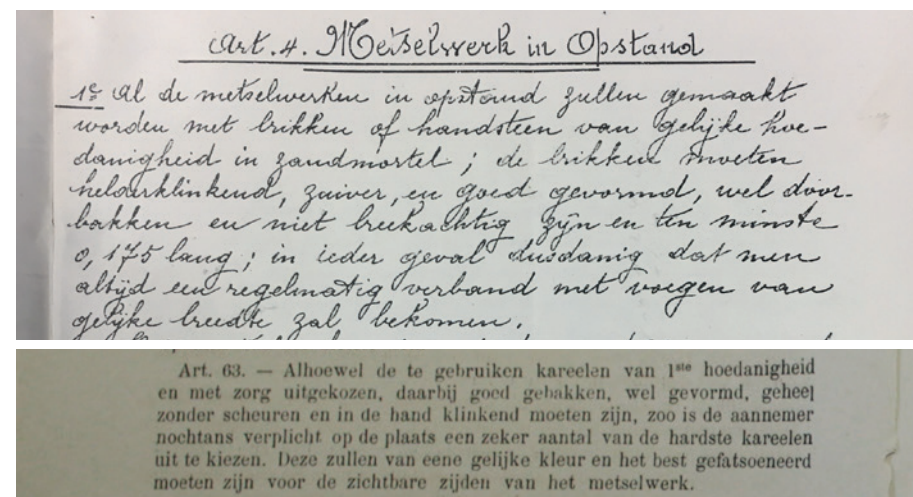 Art. 4. Metselwerk in Opstand
1e Al de metselwerken in opstand zullen gemaakt
worden met brikken of handsteen van gelijke hoe-
danigheid in zandmortel; de brikken moeten
helderklinkend, zuiver, en goed gevormd, wel door-
bakken en niet breekachtig zijn en ten minste
0,175 lang; in ieder geval dusdanig dat men
altijd een regelmatig verband met voegen van
gelijke breedte zal bekomen.
Art. 63. — Alhoewel de te gebruiken kareelen van 1ste hoedanigheid
en met zorg uitgekozen, daarbij goed gebakken, wel gevormd, geheel
zonder scheuren en in de hand klinkend moeten zijn, zoo is de aannemer
nochtans verplicht op de plaats een zeker aantal van de hardste kareelen
uit te kiezen. Deze zullen van eene gelijke kleur en het best gefatsoeneerd
moeten zijn voor de zichtbare zijden van het metselwerk.